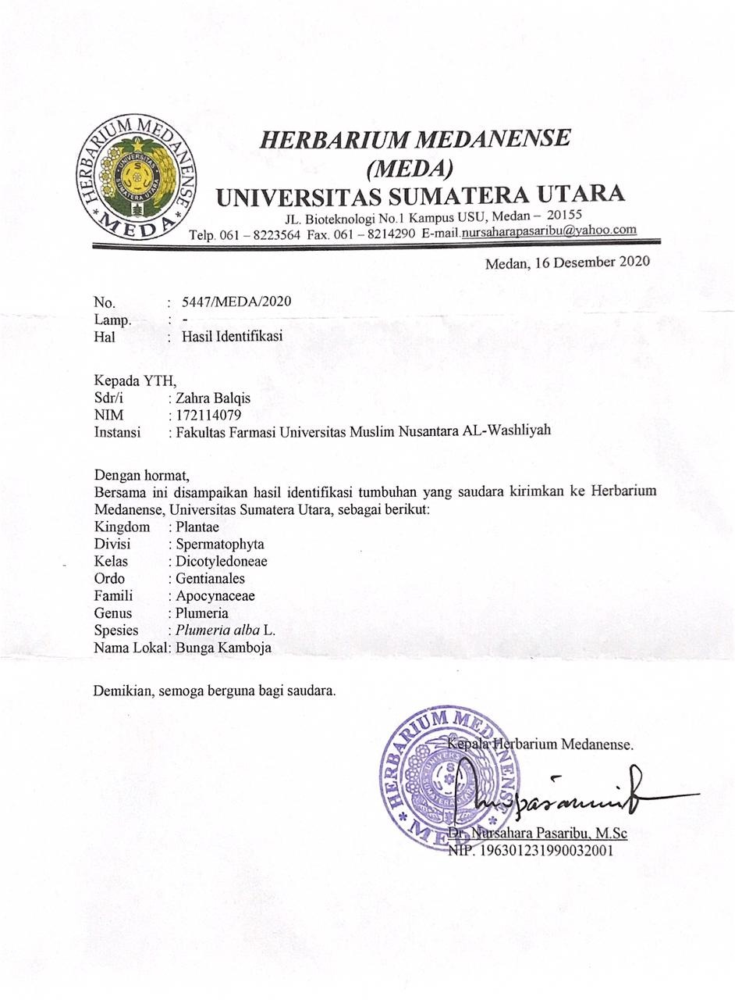 HERBARIUM MEDANENSE
MEDA
UNIVERSITAS
SUMATERA UTARA
HERBARIUM MEDANENSE
(MEDA)
UNIVERSITAS SUMATERA UTARA
JL. Bioteknologi No.1 Kampus USU, Medan – 20155
Telp. 061 – 8223564 Fax. 061 – 8214290 E-mail.nursaharapasaribu@yahoo.com
Medan, 16 Desember 2020
No. : 5447/MEDA/2020
Lamp. : -
Hal : Hasil Identifikasi
Kepada YTH,
Sdr/i : Zahra Balqis
NIM : 172114079
Instansi : Fakultas Farmasi Universitas Muslim Nusantara AL-Washliyah
Dengan hormat,
Bersama ini disampaikan hasil identifikasi tumbuhan yang saudara kirimkan ke Herbarium
Medanense, Universitas Sumatera Utara, sebagai berikut:
Kingdom : Plantae
Divisi : Spermatophyta
Kelas : Dicotyledoneae
Ordo : Gentianales
Famili : Apocynaceae
Genus : Plumeria
Spesies : Plumeria alba L.
Nama Lokal: Bunga Kamboja
Demikian, semoga berguna bagi saudara.
Kepala Herbarium Medanense.
HERBARIUM MEDANENSE
MEDA
UNIVERSITAS
SUMATERA UTARA
Dr. Nursahara Pasaribu, M.Sc
NIP. 196301231990032001